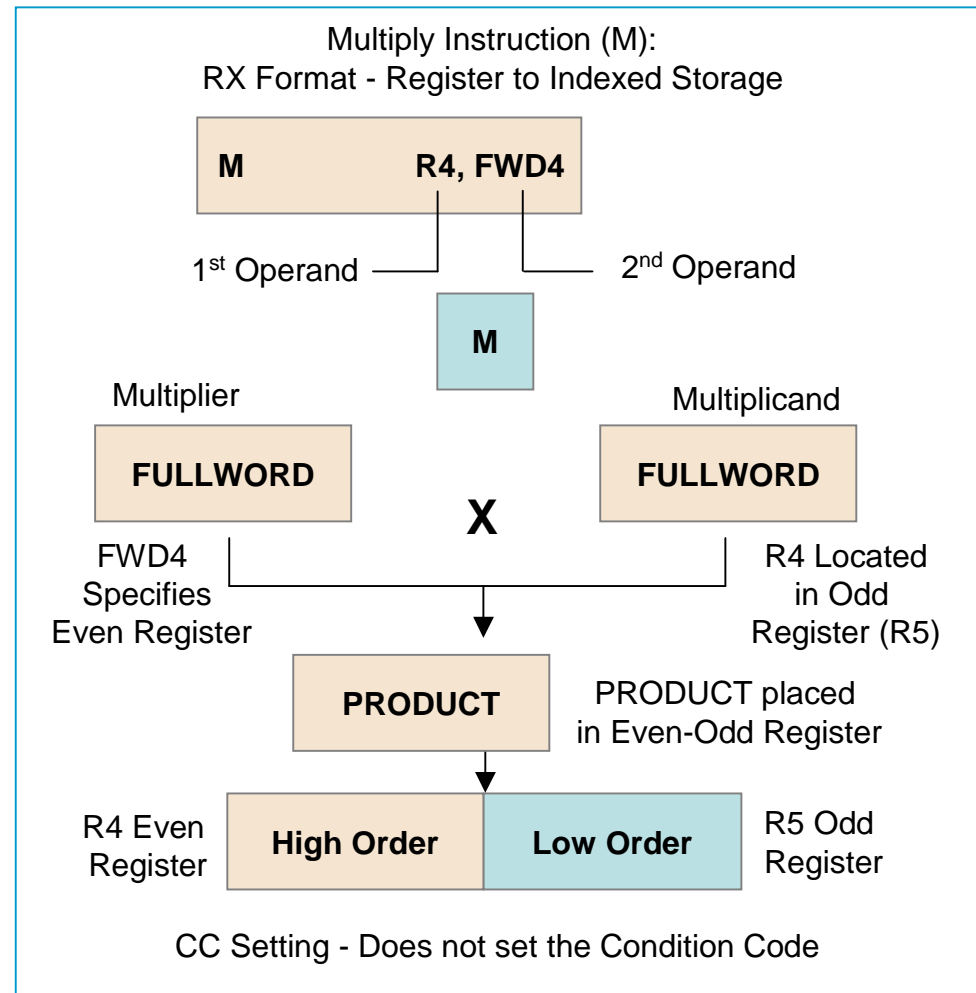 Multiply Instruction (M):
RX Format - Register to Indexed Storage
M R4, FWD4
1st Operand
2nd Operand
M
Multiplier
Multiplicand
FULLWORD
FULLWORD
X
FWD4
Specifies
Even Register
R4 Located
in Odd
Register (R5)
PRODUCT
PRODUCT placed
in Even-Odd Register
R4 Even
Register
High Order
Low Order
R5 Odd
Register
CC Setting - Does not set the Condition Code